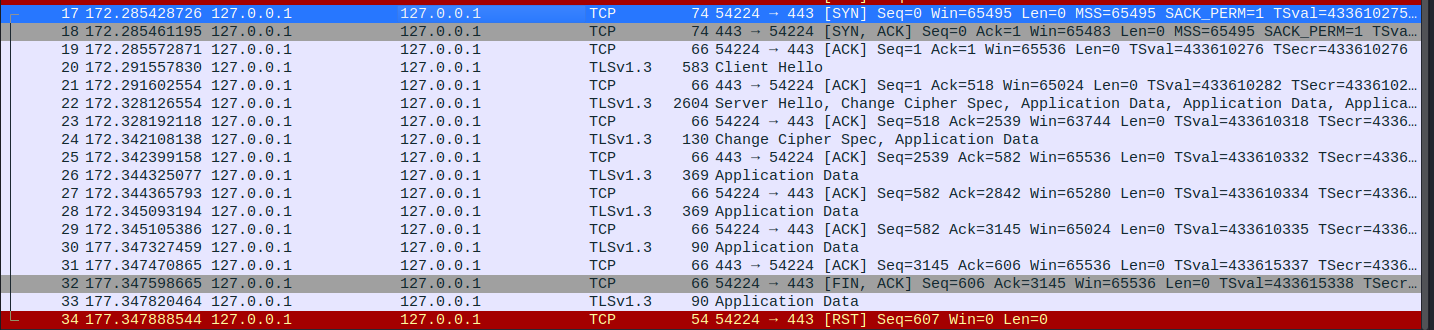 17 172.285428726 127.0.0.1 127.0.0.1 TCP 74 54224 → 443 [SYN] Seq=0 Win=65495 Len=0 MSS=65495 SACK_PERM=1 TSval=433610275…
18 172.285461195 127.0.0.1 127.0.0.1 TCP 74 443 → 54224 [SYN, ACK] Seq=0 Ack=1 Win=65483 Len=0 MSS=65495 SACK_PERM=1 TSva…
19 172.285572871 127.0.0.1 127.0.0.1 TCP 66 54224 → 443 [ACK] Seq=1 Ack=1 Win=65536 Len=0 TSval=433610276 TSecr=433610276
20 172.291557830 127.0.0.1 127.0.0.1 TLSv1.3 583 Client Hello
21 172.291602554 127.0.0.1 127.0.0.1 TCP 66 443 → 54224 [ACK] Seq=1 Ack=518 Win=65024 Len=0 TSval=433610282 TSecr=4336102…
22 172.328126554 127.0.0.1 127.0.0.1 TLSv1.3 2604 Server Hello, Change Cipher Spec, Application Data, Application Data, Applica…
23 172.328192118 127.0.0.1 127.0.0.1 TCP 66 54224 → 443 [ACK] Seq=518 Ack=2539 Win=63744 Len=0 TSval=433610318 TSecr=4336…
24 172.342108138 127.0.0.1 127.0.0.1 TLSv1.3 130 Change Cipher Spec, Application Data
25 172.342399158 127.0.0.1 127.0.0.1 TCP 66 443 → 54224 [ACK] Seq=2539 Ack=582 Win=65536 Len=0 TSval=433610332 TSecr=4336…
26 172.344325077 127.0.0.1 127.0.0.1 TLSv1.3 369 Application Data
27 172.344365793 127.0.0.1 127.0.0.1 TCP 66 54224 → 443 [ACK] Seq=582 Ack=2842 Win=65280 Len=0 TSval=433610334 TSecr=4336…
28 172.345093194 127.0.0.1 127.0.0.1 TLSv1.3 369 Application Data
29 172.345105386 127.0.0.1 127.0.0.1 TCP 66 54224 → 443 [ACK] Seq=582 Ack=3145 Win=65024 Len=0 TSval=433610335 TSecr=4336…
30 177.347327459 127.0.0.1 127.0.0.1 TLSv1.3 90 Application Data
31 177.347470865 127.0.0.1 127.0.0.1 TCP 66 443 → 54224 [ACK] Seq=3145 Ack=606 Win=65536 Len=0 TSval=433615337 TSecr=4336…
32 177.347598665 127.0.0.1 127.0.0.1 TCP 66 54224 → 443 [FIN, ACK] Seq=606 Ack=3145 Win=65536 Len=0 TSval=433615338 TSecr…
33 177.347820464 127.0.0.1 127.0.0.1 TLSv1.3 90 Application Data
34 177.347888544 127.0.0.1 127.0.0.1 TCP 54 54224 → 443 [RST] Seq=607 Win=0 Len=0